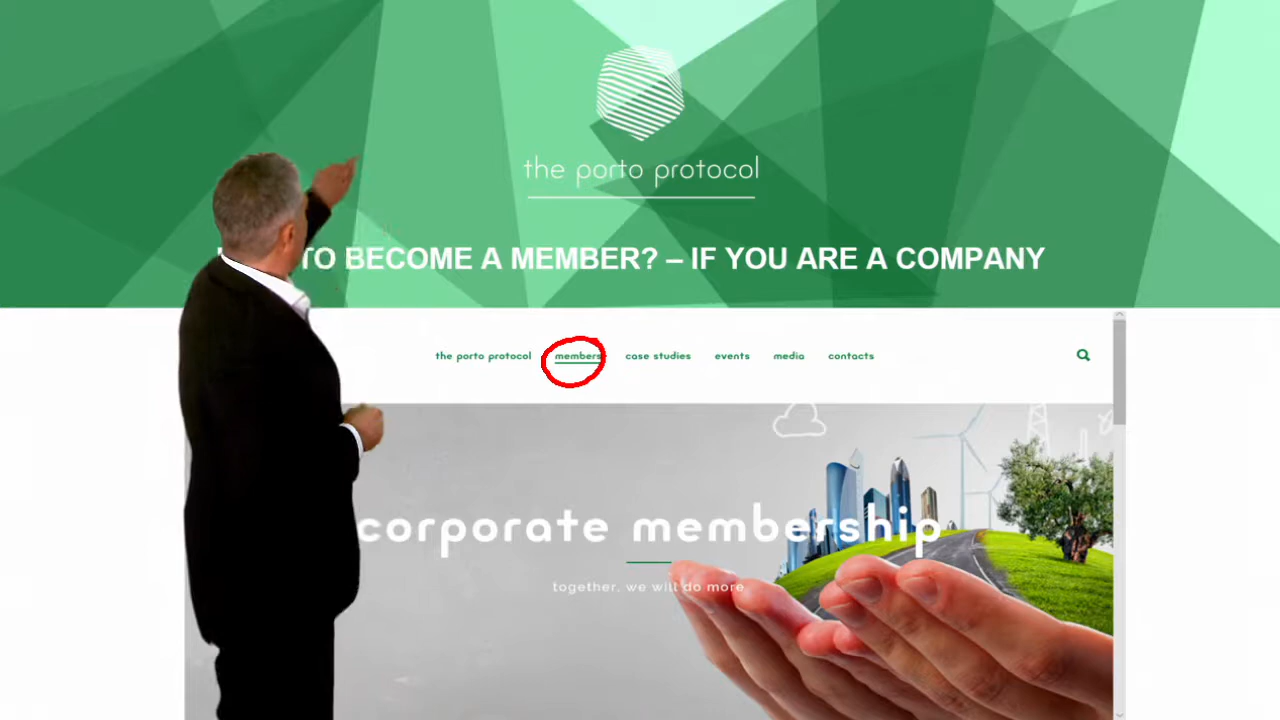 the porto protocol
TO BECOME A MEMBER? – IF YOU ARE A COMPANY
the porto protocol members case studies events media contacts
corporate membership
together, we will do more